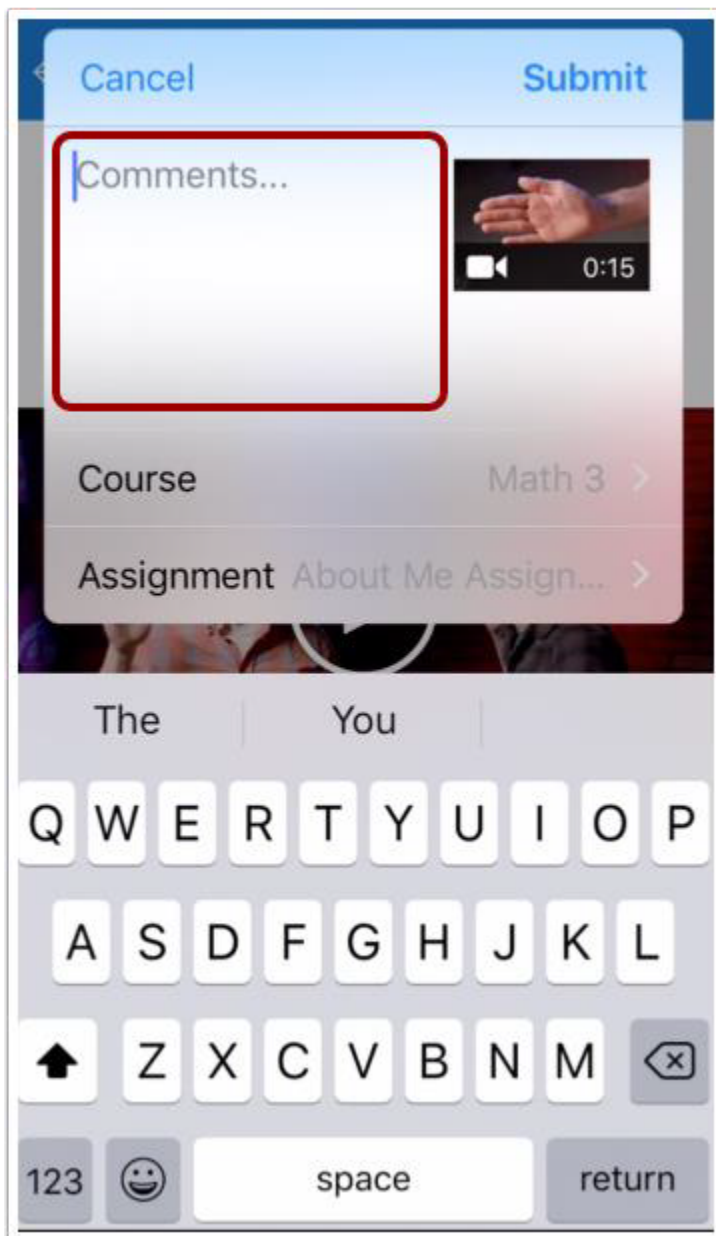 Cancel Submit
Comments...
0:15
Course Math 3
Assignment About Me Assign...
The You
Q W E R T Y U I O P
A S D F G H J K L
Z X C V B N M
123 space return